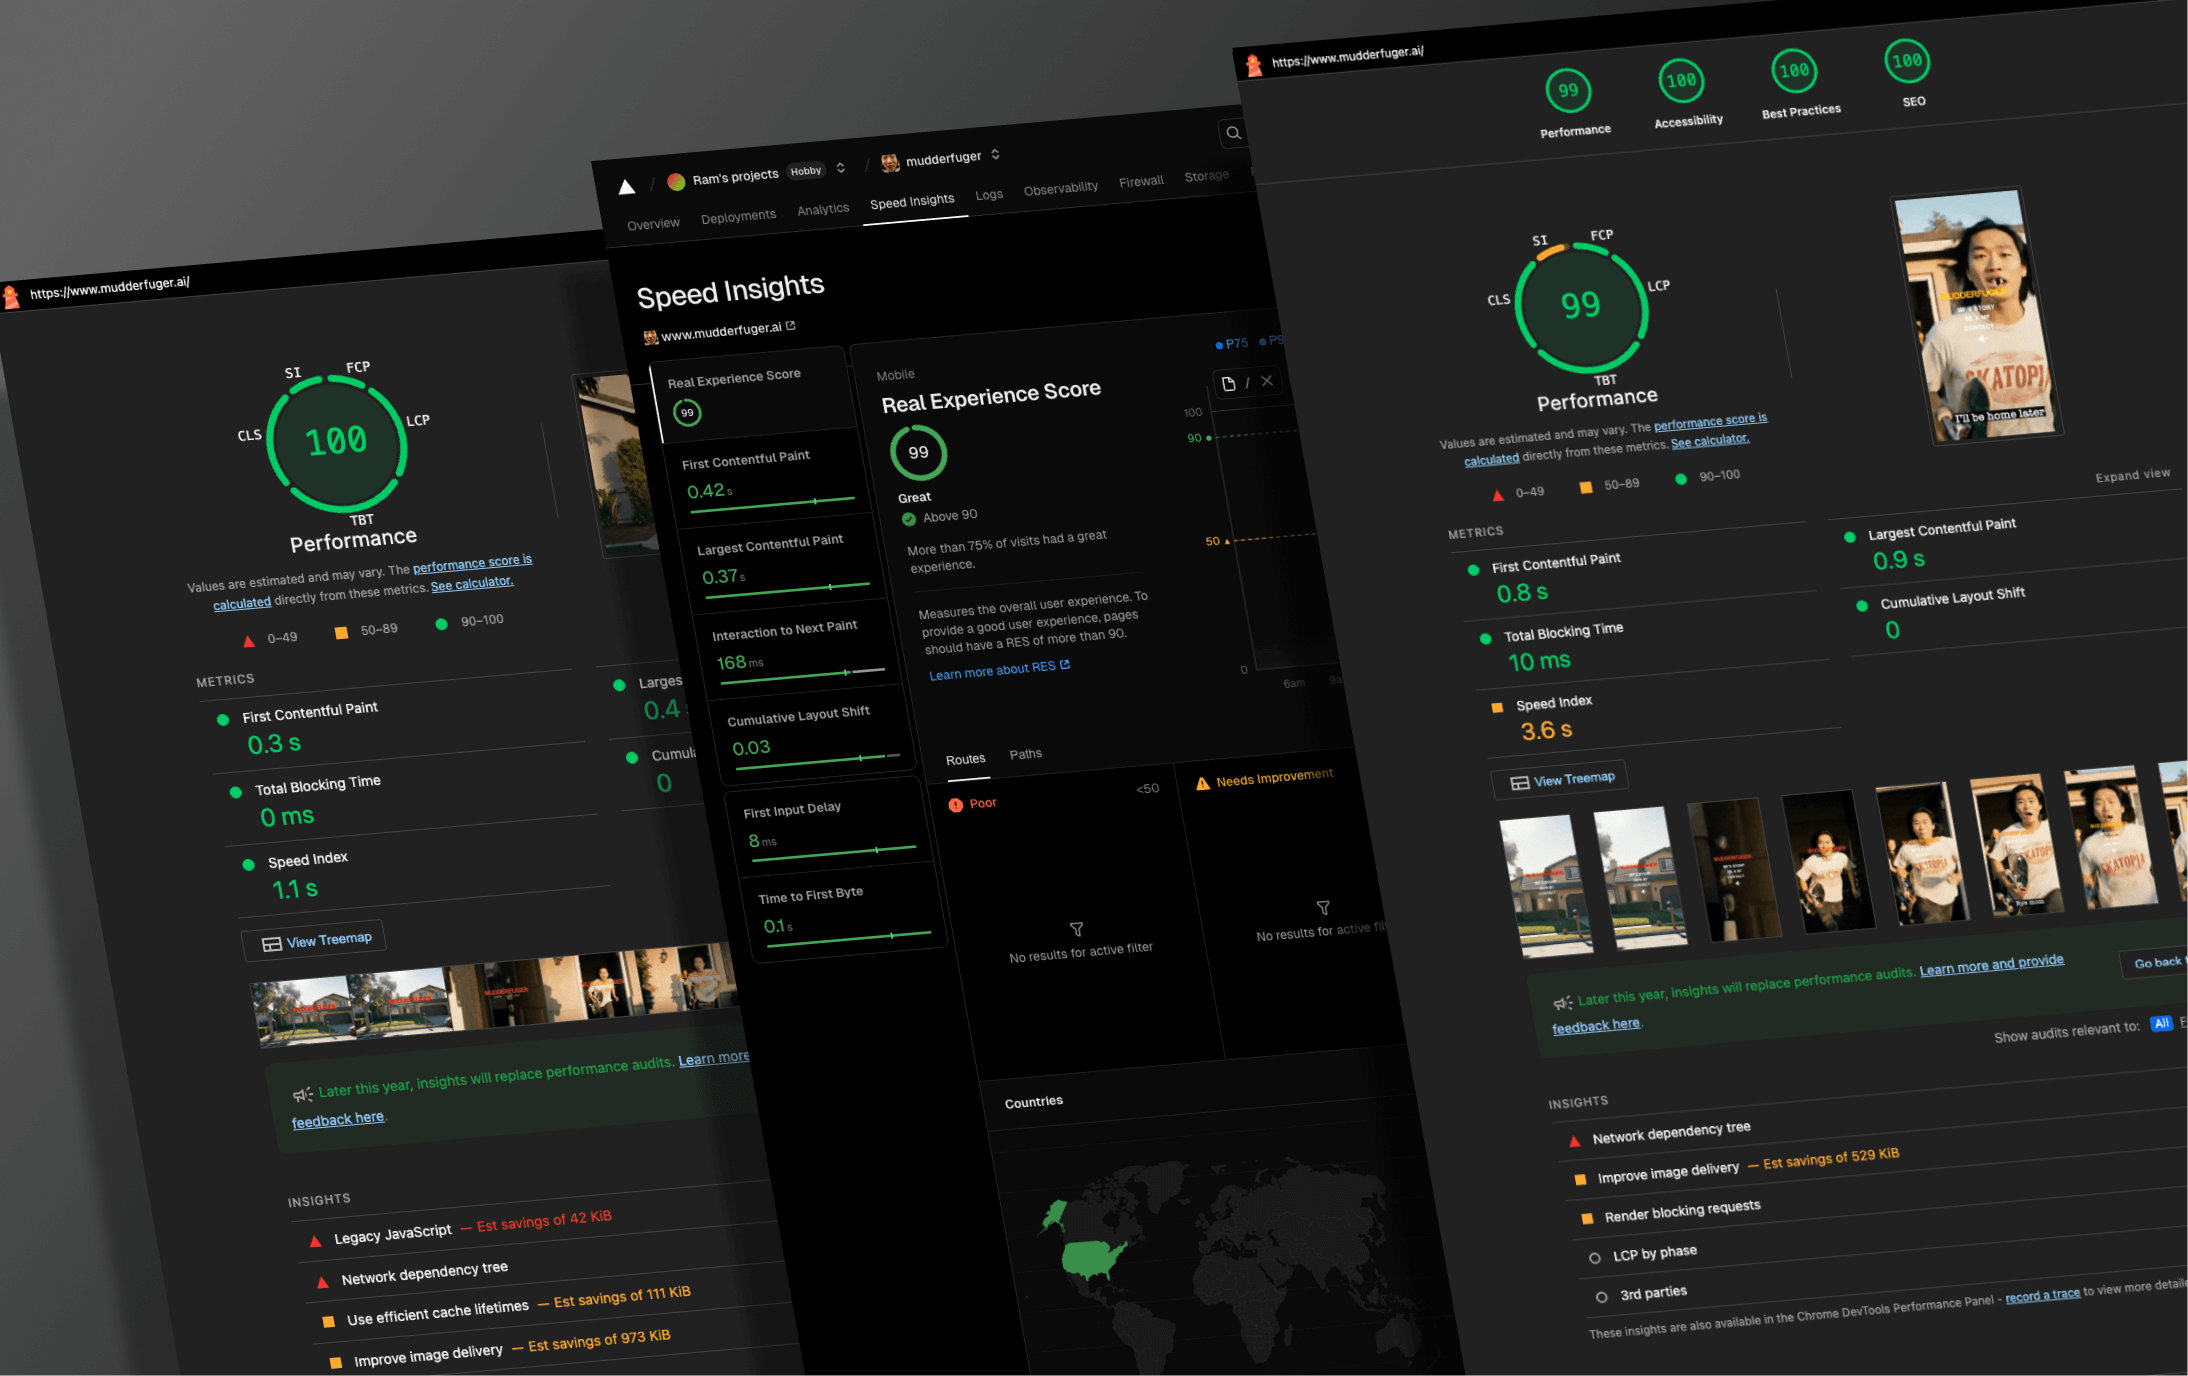 https://www.mudderfuger.ai/
SI
FCP
CLS
LCP
100
TBT
Performance
Values are estimated and may vary. The performance score is
calculated directly from these metrics. See calculator.
0–49
50–89
90–100
METRICS
First Contentful Paint
0.3 s
0.4
Total Blocking Time
0 ms
0
Speed Index
1.1 s
View Treemap
MUDDERFUGER
Later this year, insights will replace performance audits. Learn more
feedback here.
INSIGHTS
Legacy JavaScript — Est savings of 42 KiB
Network dependency tree
Use efficient cache lifetimes — Est savings of 111 KiB
Improve image delivery — Est savings of 973 KiB
Ram's projects Hobby / mudderfuger
Overview Deployments Analytics Speed Insights Logs Observability Firewall Storage
Speed Insights
www.mudderfuger.ai
Real Experience Score
99
First Contentful Paint
0.42 s
Largest Contentful Paint
0.37 s
Interaction to Next Paint
168 ms
Cumulative Layout Shift
0.03
First Input Delay
8 ms
Time to First Byte
0.1 s
Mobile
Real Experience Score
99
Great
Above 90
More than 75% of visits had a great
experience.
Measures the overall user experience. To
provide a good user experience, pages
should have a RES of more than 90.
Learn more about RES
P75
/
100
90
50
0
6am
Routes Paths
Poor <50
No results for active filter
Needs Improvement
No results for active
Countries
https://www.mudderfuger.ai/
99
Performance
100
Accessibility
100
Best Practices
100
SEO
SI
FCP
CLS
LCP
99
TBT
Performance
Values are estimated and may vary. The performance score is
calculated directly from these metrics. See calculator.
0–49
50–89
90–100
MUDDERFUGER
MF'S STORY
BE A MF
CONTACT
SKATOPIA
I'll be home later
Expand view
METRICS
First Contentful Paint
0.8 s
Largest Contentful Paint
0.9 s
Total Blocking Time
10 ms
Cumulative Layout Shift
0
Speed Index
3.6 s
View Treemap
Bye mom
Later this year, insights will replace performance audits. Learn more and provide
feedback here.
Go back
Show audits relevant to: All
INSIGHTS
Network dependency tree
Improve image delivery — Est savings of 529 KiB
Render blocking requests
LCP by phase
3rd parties
These insights are also available in the Chrome DevTools Performance Panel - record a trace to view more